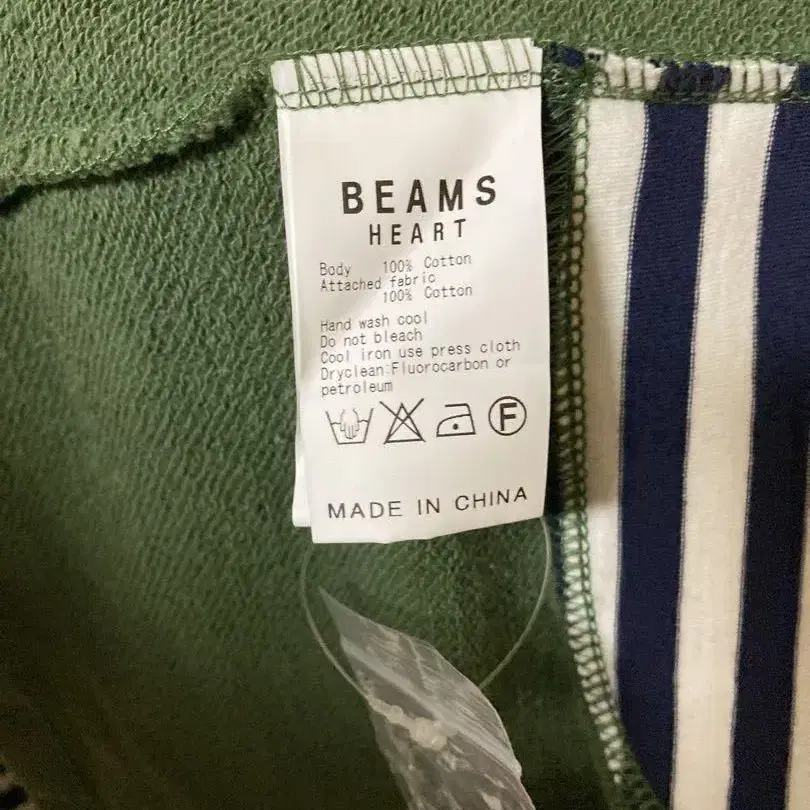 BEAMS
HEART
Body 100% Cotton
Attached fabric
100% Cotton
Hand wash cool
Do not bleach
Cool iron use press cloth
Dryclean:Fluorocarbon or
petroleum
F
MADE IN CHINA